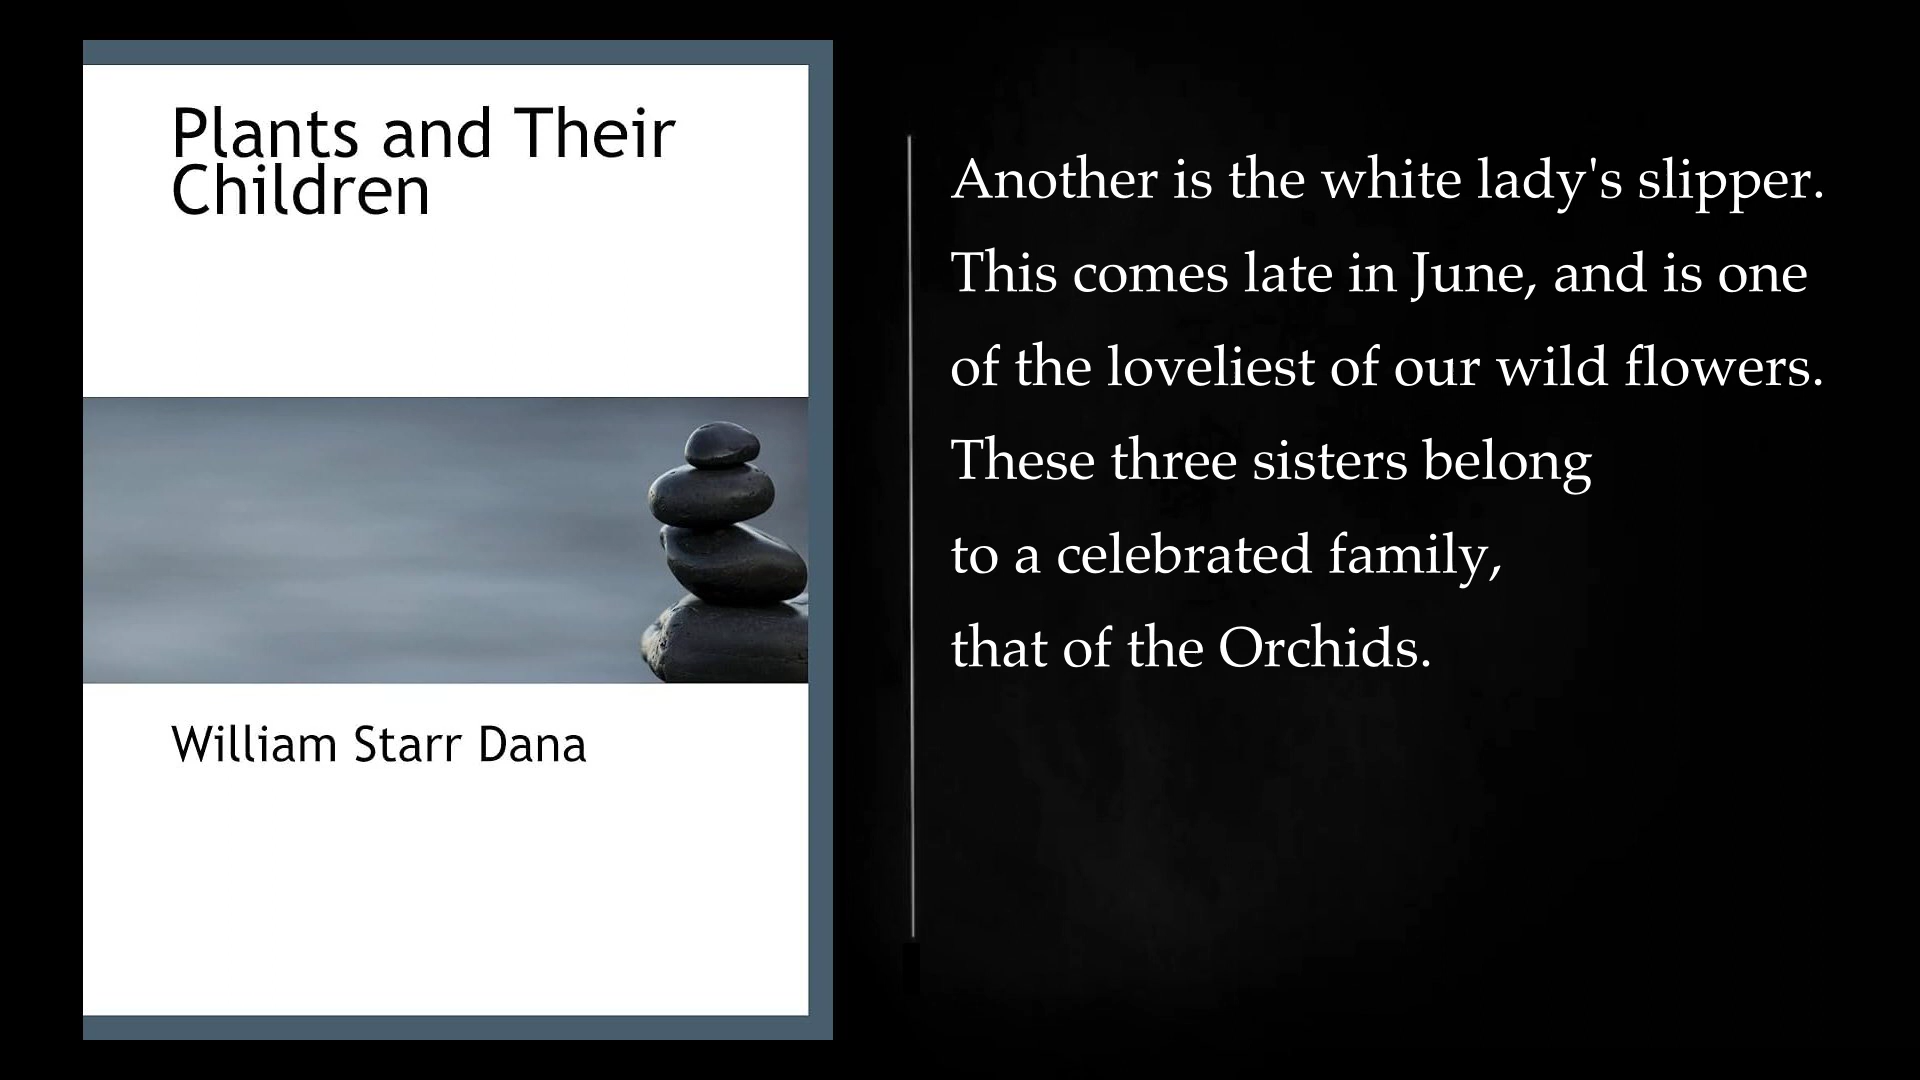 Plants and Their
Children
William Starr Dana
Another is the white lady's slipper.
This comes late in June, and is one
of the loveliest of our wild flowers.
These three sisters belong
to a celebrated family,
that of the Orchids.